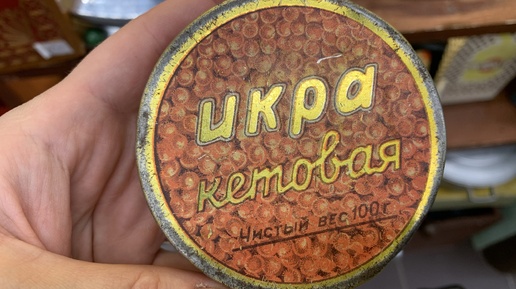 икра
кетовая
Чистый вес 100г.